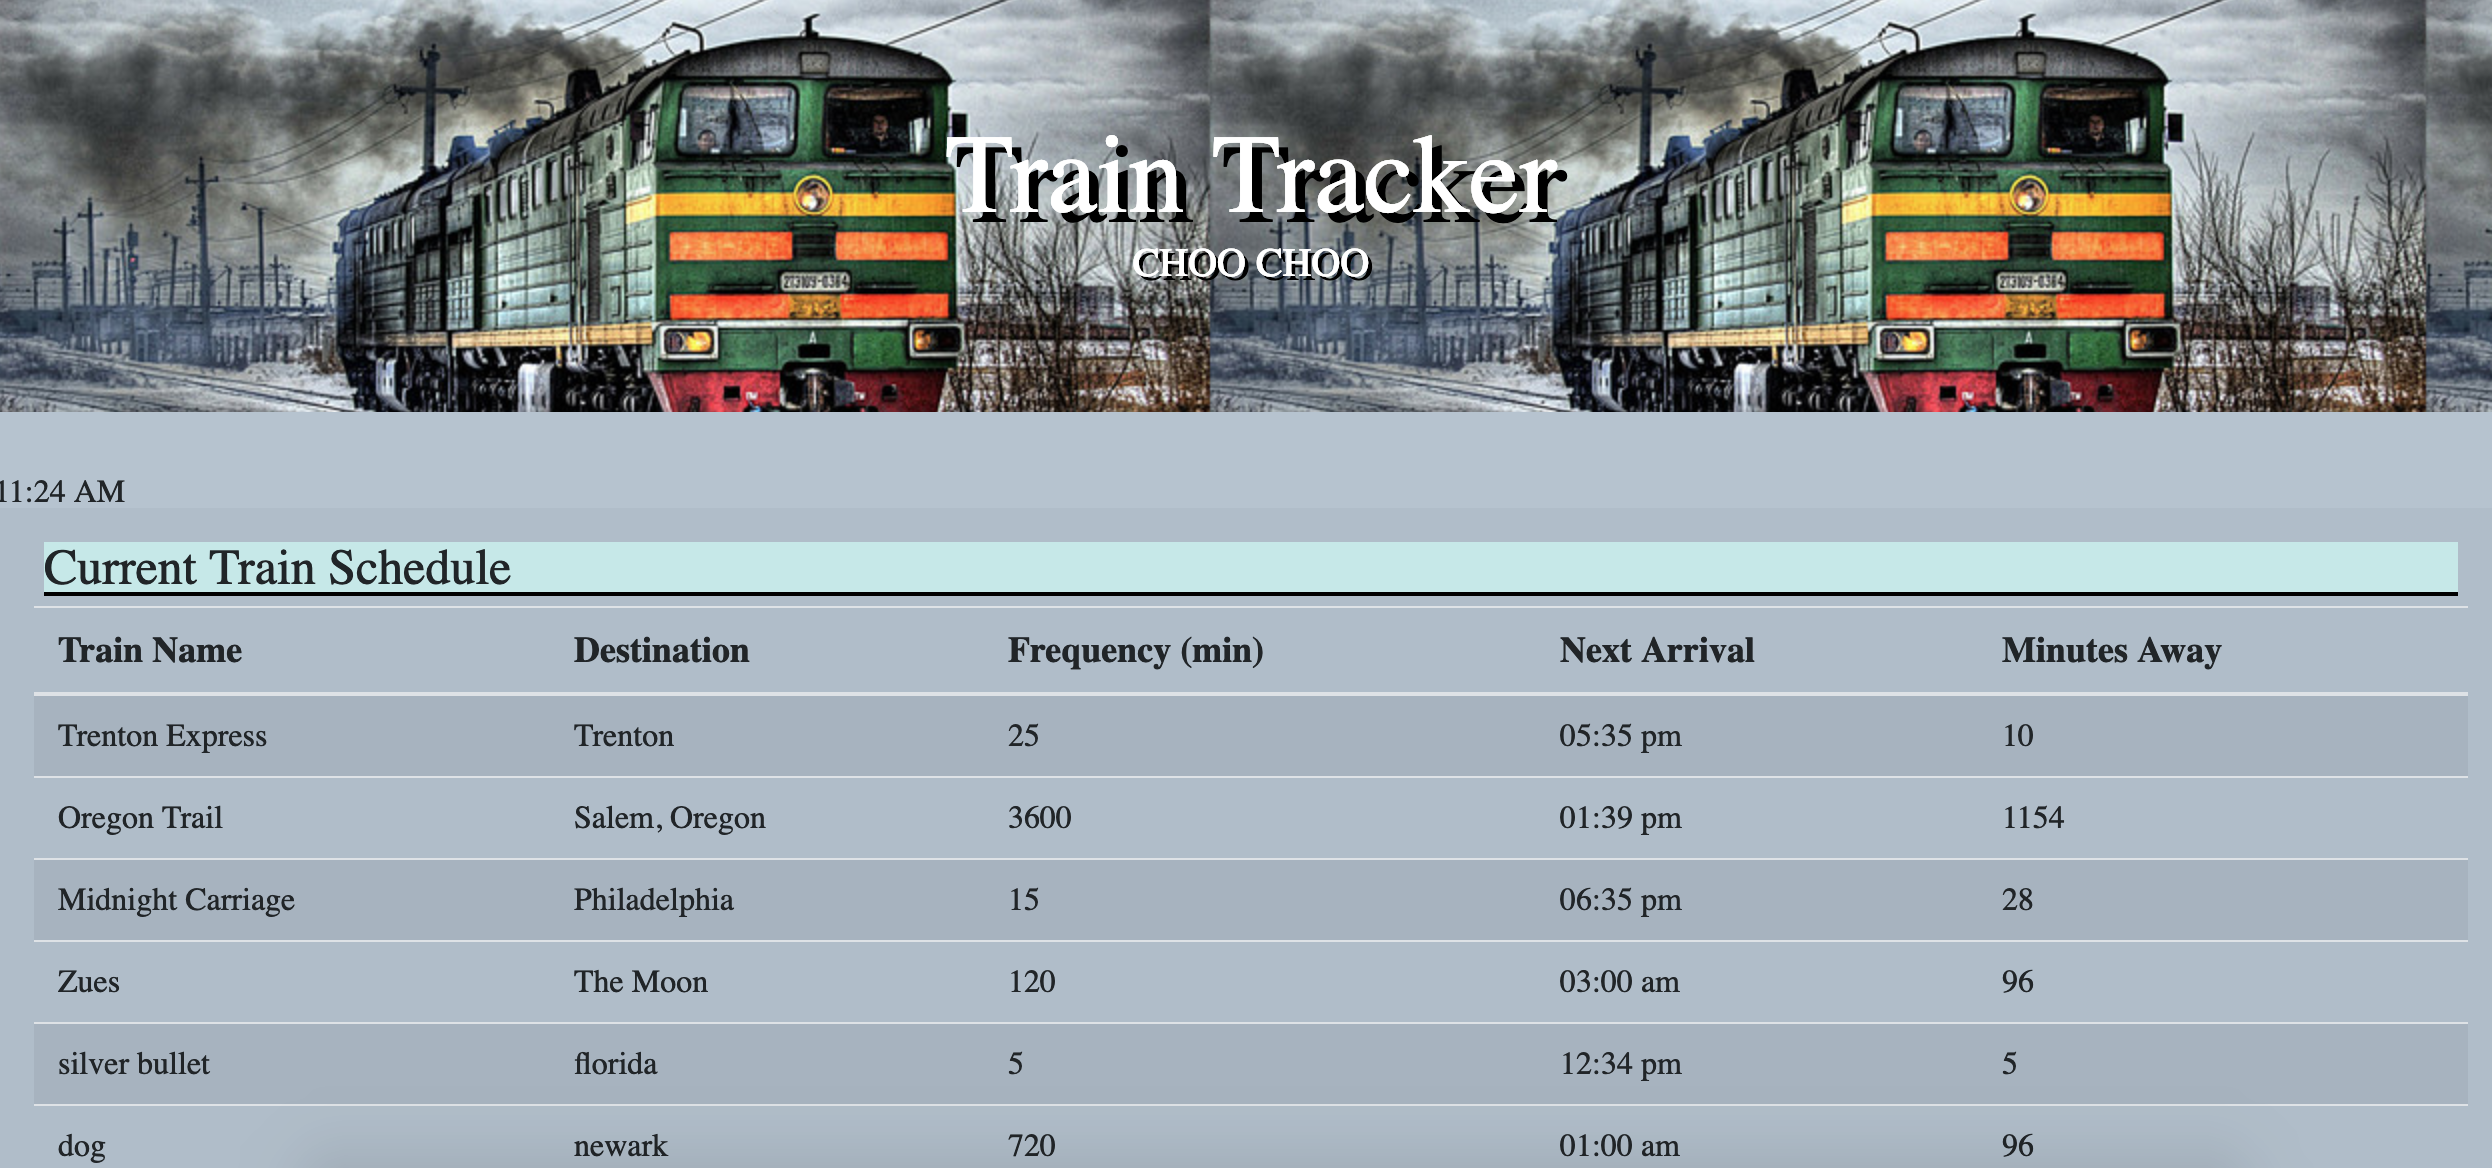 Train Tracker
CHOO CHOO
11:24 AM
Current Train Schedule
Train Name Destination Frequency (min) Next Arrival Minutes Away
Trenton Express Trenton 25 05:35 pm 10
Oregon Trail Salem, Oregon 3600 01:39 pm 1154
Midnight Carriage Philadelphia 15 06:35 pm 28
Zues The Moon 120 03:00 am 96
silver bullet florida 5 12:34 pm 5
dog newark 720 01:00 am 96